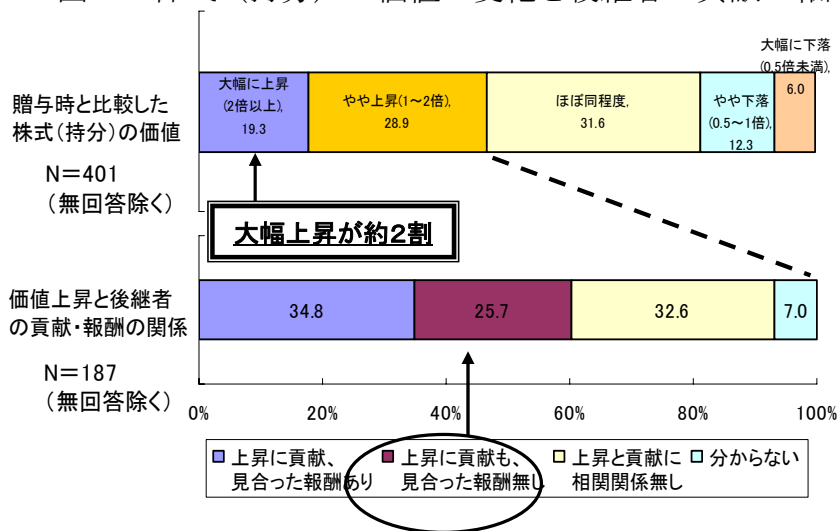 大幅に下落
(0.5倍未満),
6.0
大幅に上昇
(2倍以上),
19.3
やや上昇(1~2倍),
28.9
ほぼ同程度,
31.6
やや下落
(0.5~1倍),
12.3
贈与時と比較した
株式(持分)の価値
N=401
(無回答除く)
大幅上昇が約2割
価値上昇と後継者
の貢献・報酬の関係
34.8
25.7
32.6
7.0
N=187
(無回答除く)
0%
20%
40%
60%
80%
100%
上昇に貢献、
見合った報酬あり
上昇に貢献も、
見合った報酬無し
上昇と貢献に
相関関係無し
分からない